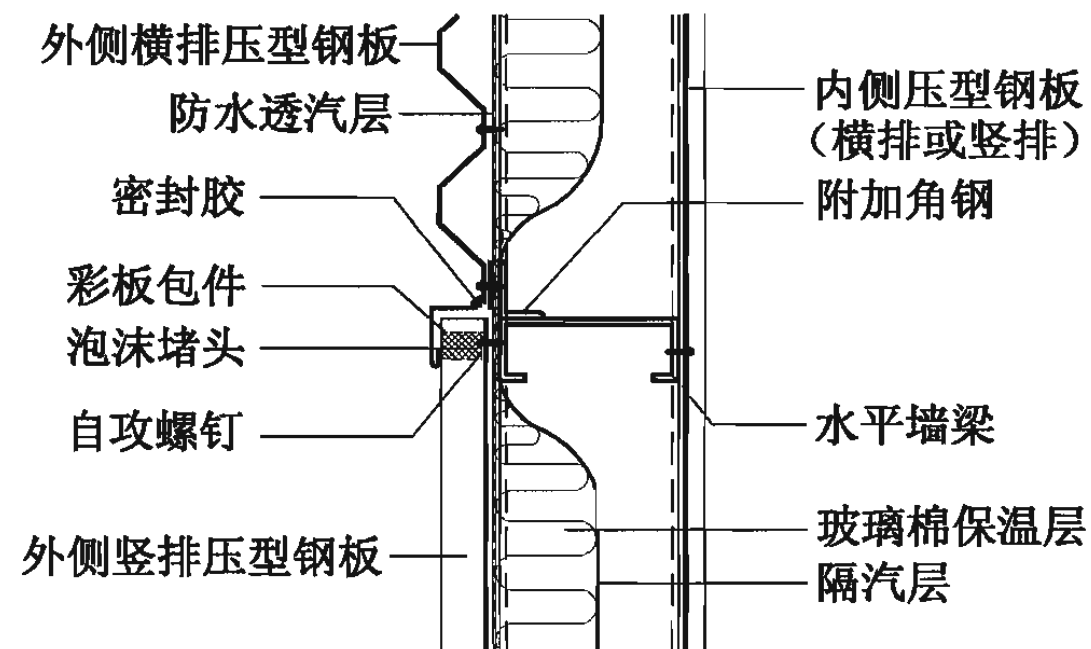 外侧横排压型钢板
防水透汽层
密封胶
彩板包件
泡沫堵头
自攻螺钉
外侧竖排压型钢板
内侧压型钢板
（横排或竖排）
附加角钢
水平墙梁
玻璃棉保温层
隔汽层